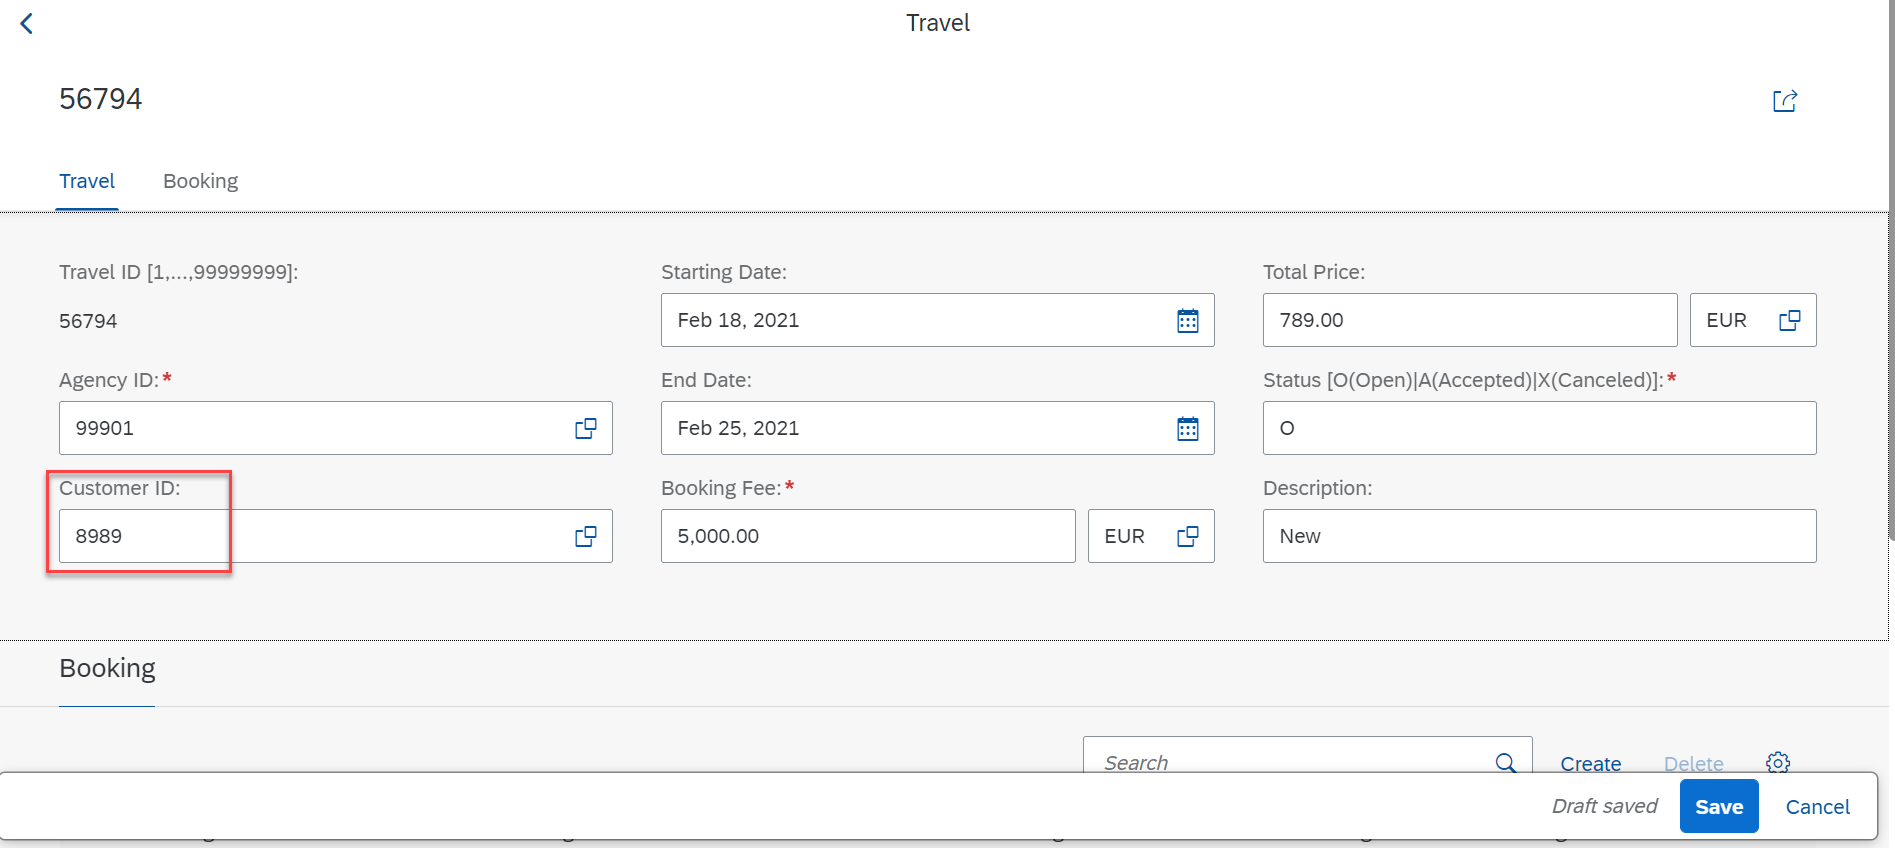 Travel
56794
Travel Booking
Travel ID [1,...,99999999]:
56794
Starting Date:
Feb 18, 2021
Total Price:
789.00 EUR
Agency ID:*
99901
End Date:
Feb 25, 2021
Status [O(Open)|A(Accepted)|X(Canceled)]:*
O
Customer ID:
8989
Booking Fee:*
5,000.00 EUR
Description:
New
Booking
Search Create Delete
Draft saved Save Cancel